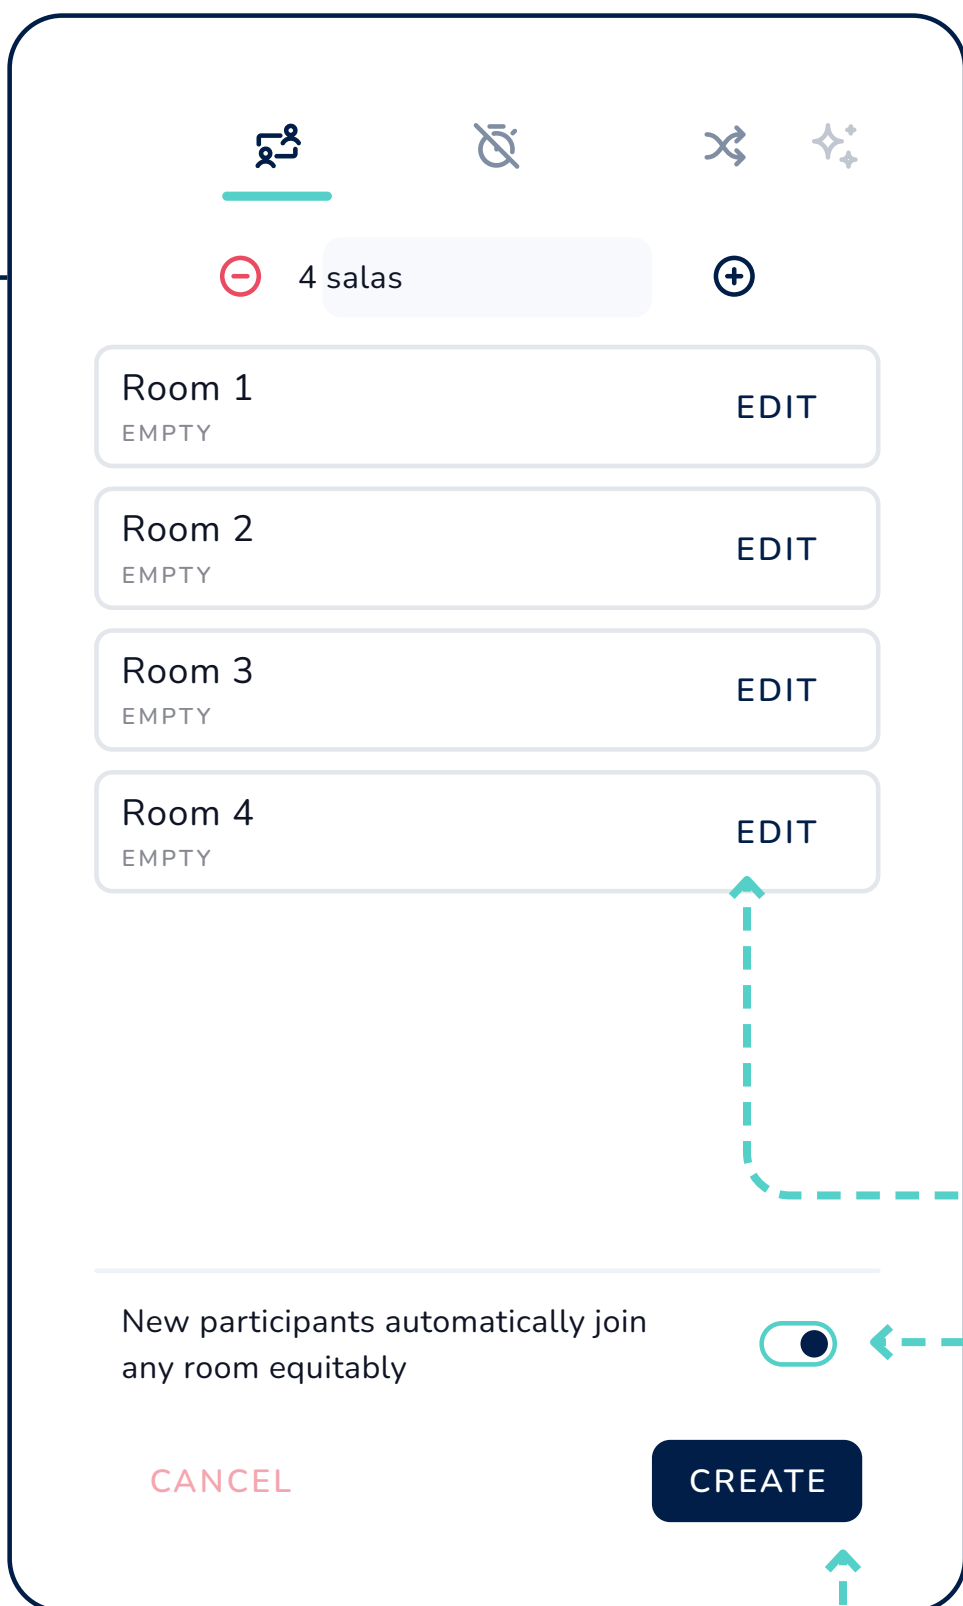 4 salas
Room 1
EMPTY
EDIT
Room 2
EMPTY
EDIT
Room 3
EMPTY
EDIT
Room 4
EMPTY
EDIT
New participants automatically join
any room equitably
CANCEL
CREATE